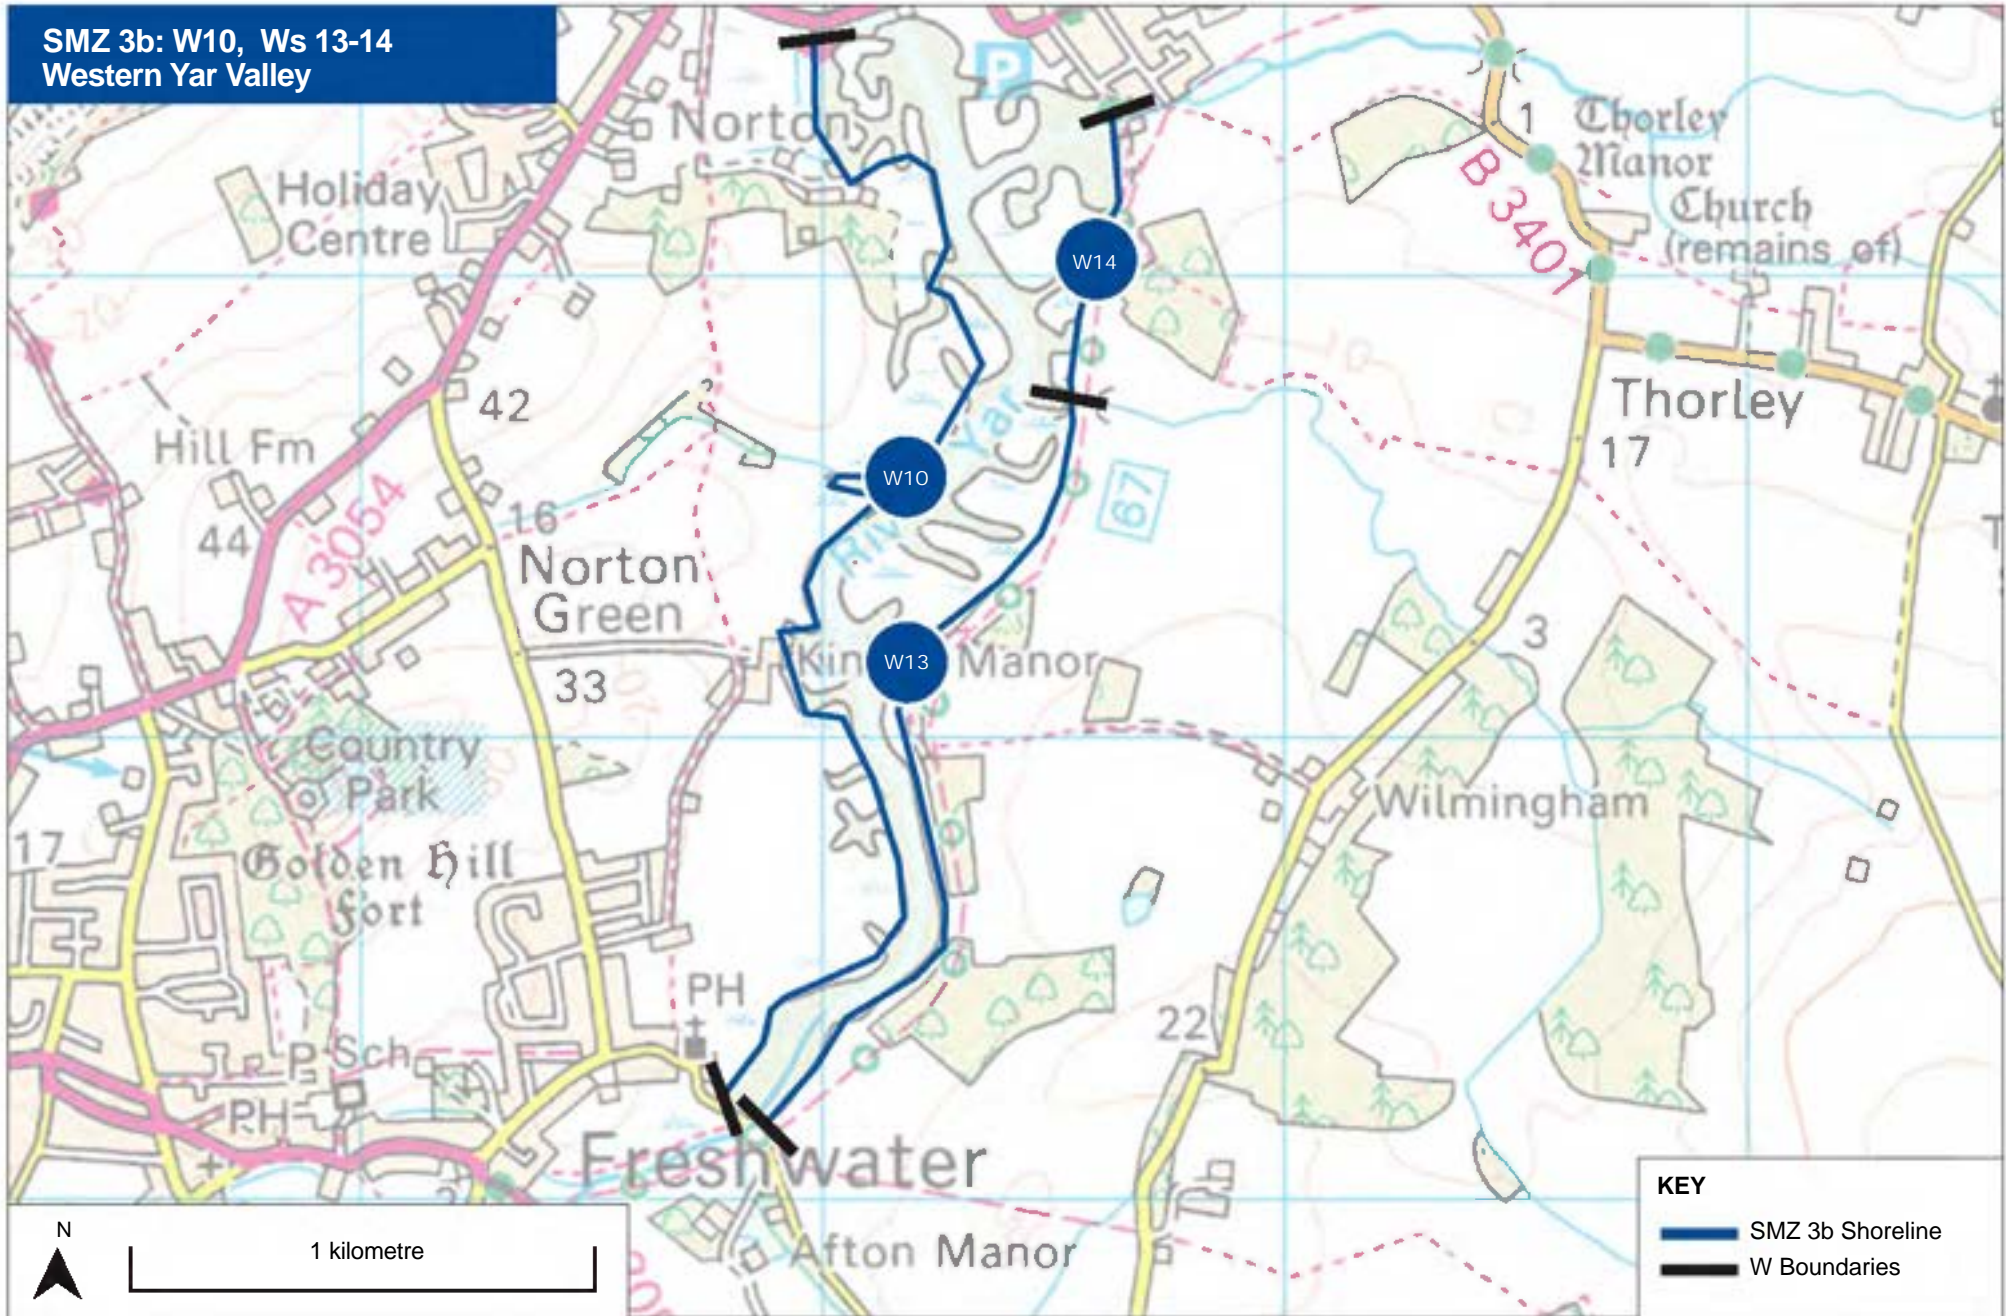 SMZ 3b: W10, Ws 13-14
Western Yar Valley
P
Norton
1
Thorley
Manor
B 3401
Church
(remains of)
Holiday
Centre
W14
42
Thorley
17
Hill Fm
Yar
W10
67
16
44
A 3054
Norton
Green
3
33
W13
Manor
Country
Park
Wilmingham
17
Golden Hill
Fort
PH
22
P
Sch
PH
Freshwater
Afton Manor
N
1 kilometre
KEY
SMZ 3b Shoreline
W Boundaries